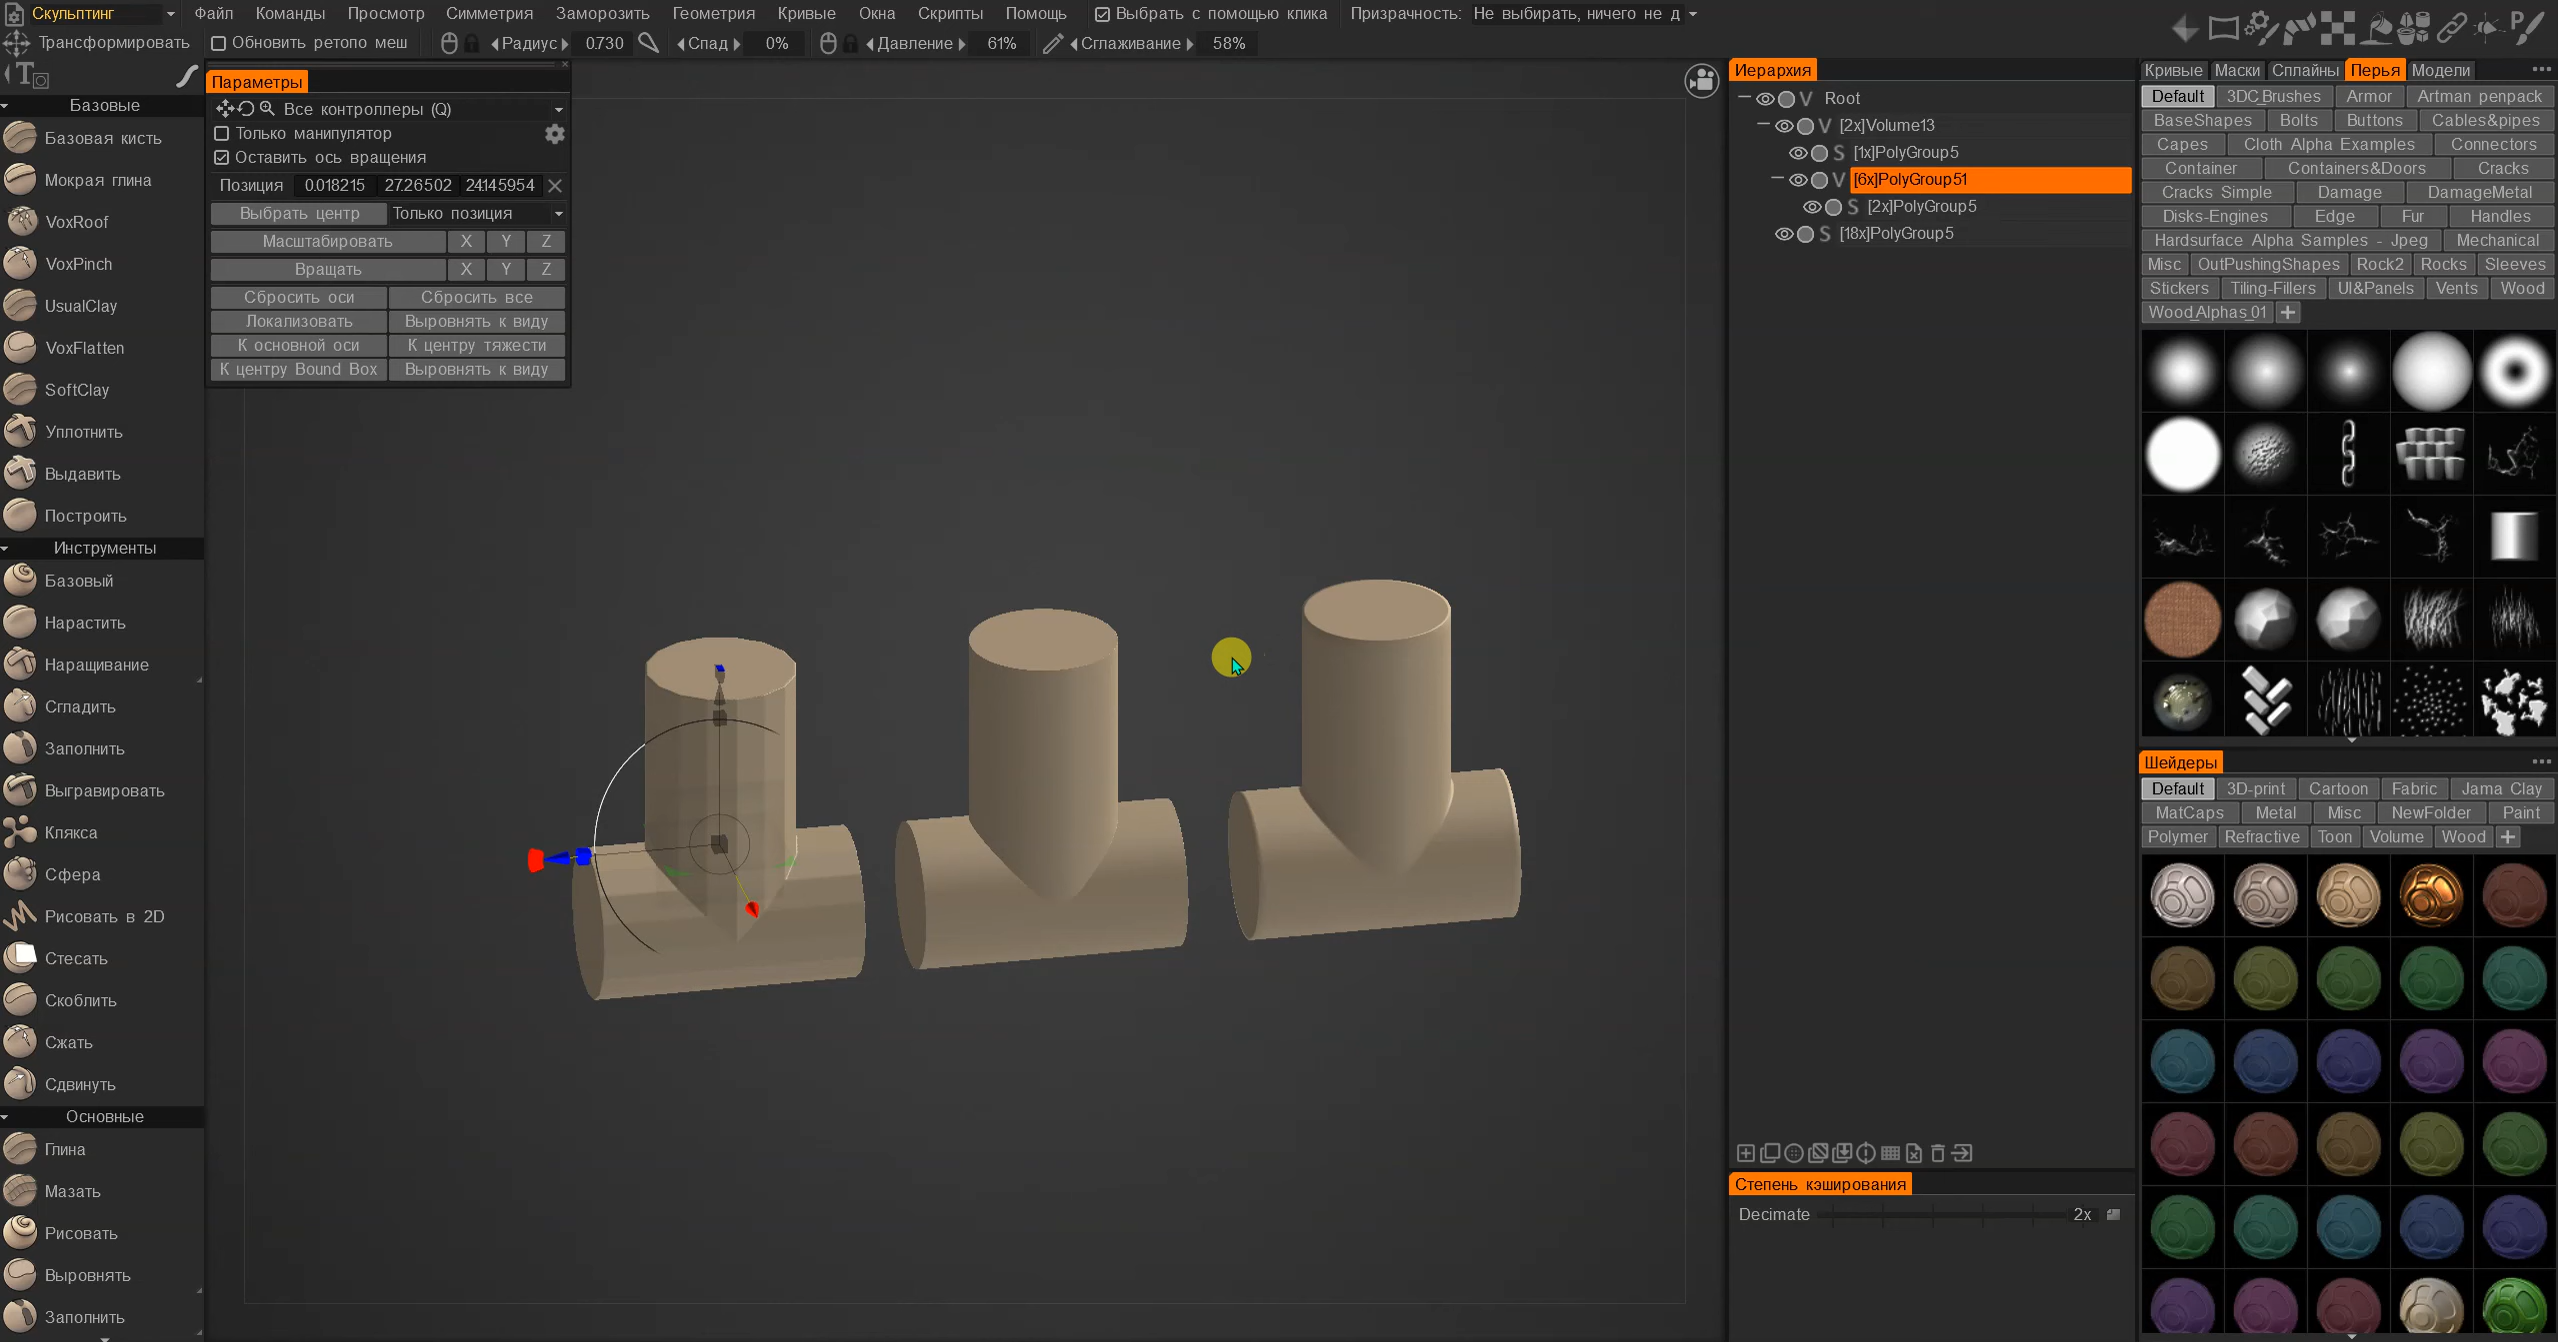 Скульптинг Файл Команды Просмотр Симметрия Заморозить Геометрия Кривые Окна Скрипты Помощь Выбрать с помощью клика Призрачность: Не выбирать, ничего не д
Трансформировать Обновить ретопо меш Радиус 0.730 Спад 0% Давление 61% Сглаживание 58%
Базовые
Базовая кисть
Мокрая глина
VoxRoof
VoxPinch
UsualClay
VoxFlatten
SoftClay
Уплотнить
Выдавить
Построить
Инструменты
Базовый
Нарастить
Наращивание
Сгладить
Заполнить
Выгравировать
Клякса
Сфера
Рисовать в 2D
Стесать
Скоблить
Сжать
Сдвинуть
Основные
Глина
Мазать
Рисовать
Выровнять
Заполнить
Параметры
Все контроллеры (Q)
Только манипулятор
Оставить ось вращения
Позиция 0.018215 27.26502 24.145954
Выбрать центр Только позиция
Масштабировать X Y Z
Вращать X Y Z
Сбросить оси Сбросить все
Локализовать Выровнять к виду
К основной оси К центру тяжести
К центру Bound Box Выровнять к виду
Иерархия
V Root
V [2x]Volume13
S [1x]PolyGroup5
V [6x]PolyGroup51
S [2x]PolyGroup5
S [18x]PolyGroup5
Степень кэширования
Decimate 2x
Кривые Маски Сплайны Перья Модели
Default 3DC_Brushes Armor Artman penpack
BaseShapes Bolts Buttons Cables&pipes
Capes Cloth Alpha Examples Connectors
Container Containers&Doors Cracks
Cracks Simple Damage DamageMetal
Disks-Engines Edge Fur Handles
Hardsurface Alpha Samples - Jpeg Mechanical
Misc OutPushingShapes Rock2 Rocks Sleeves
Stickers Tiling-Fillers UI&Panels Vents Wood
Wood_Alphas_01
Шейдеры
Default 3D-print Cartoon Fabric Jama Clay
MatCaps Metal Misc NewFolder Paint
Polymer Refractive Toon Volume Wood